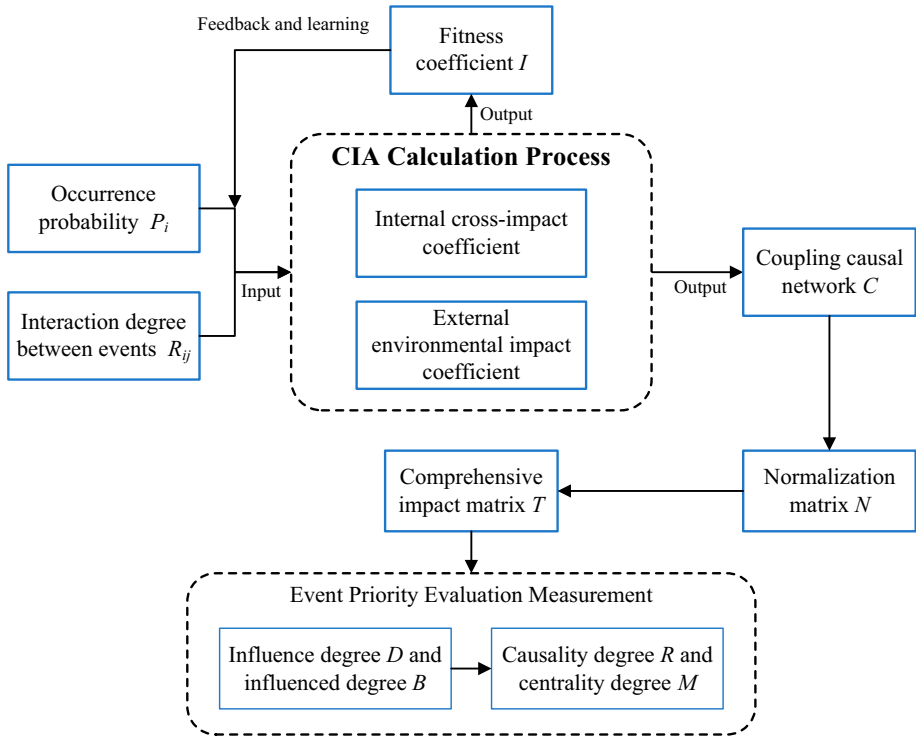 Feedback and learning
Fitness
coefficient I
Output
CIA Calculation Process
Occurrence
probability P_i
Internal cross-impact
coefficient
Input
Output
Coupling causal
network C
Interaction degree
between events R_ij
External
environmental impact
coefficient
Comprehensive
impact matrix T
Normalization
matrix N
Event Priority Evaluation Measurement
Influence degree D and
influenced degree B
Causality degree R and
centrality degree M